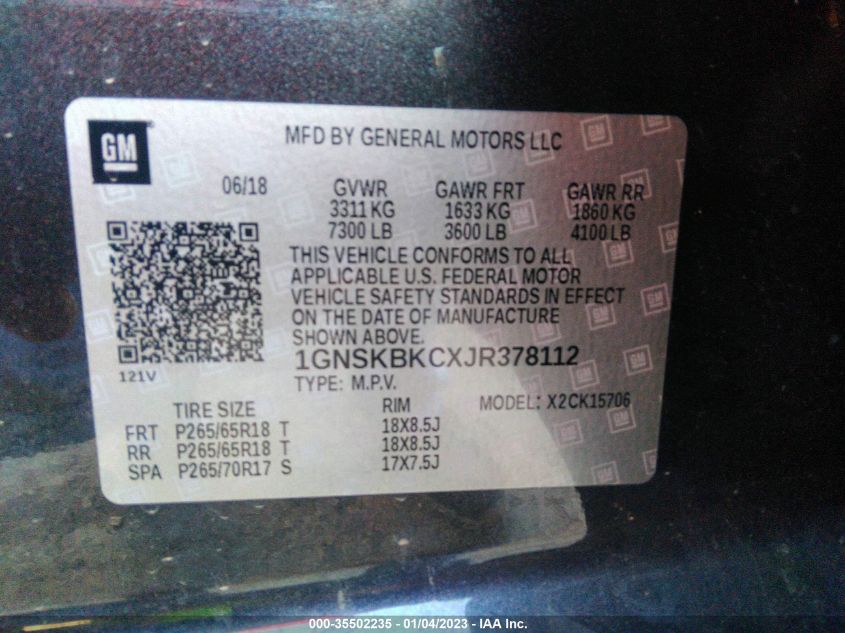 GM
MFD BY GENERAL MOTORS LLC
06/18 GVWR GAWR FRT GAWR RR
3311 KG 1633 KG 1860 KG
7300 LB 3600 LB 4100 LB
THIS VEHICLE CONFORMS TO ALL
APPLICABLE U.S. FEDERAL MOTOR
VEHICLE SAFETY STANDARDS IN EFFECT
ON THE DATE OF MANUFACTURE
SHOWN ABOVE.
1GNSKBKCXJR378112
121V
TYPE: M.P.V.
TIRE SIZE RIM MODEL: X2CK15706
FRT P265/65R18 T 18X8.5J
RR P265/65R18 T 18X8.5J
SPA P265/70R17 S 17X7.5J
000-35502235 - 01/04/2023 - IAA Inc.